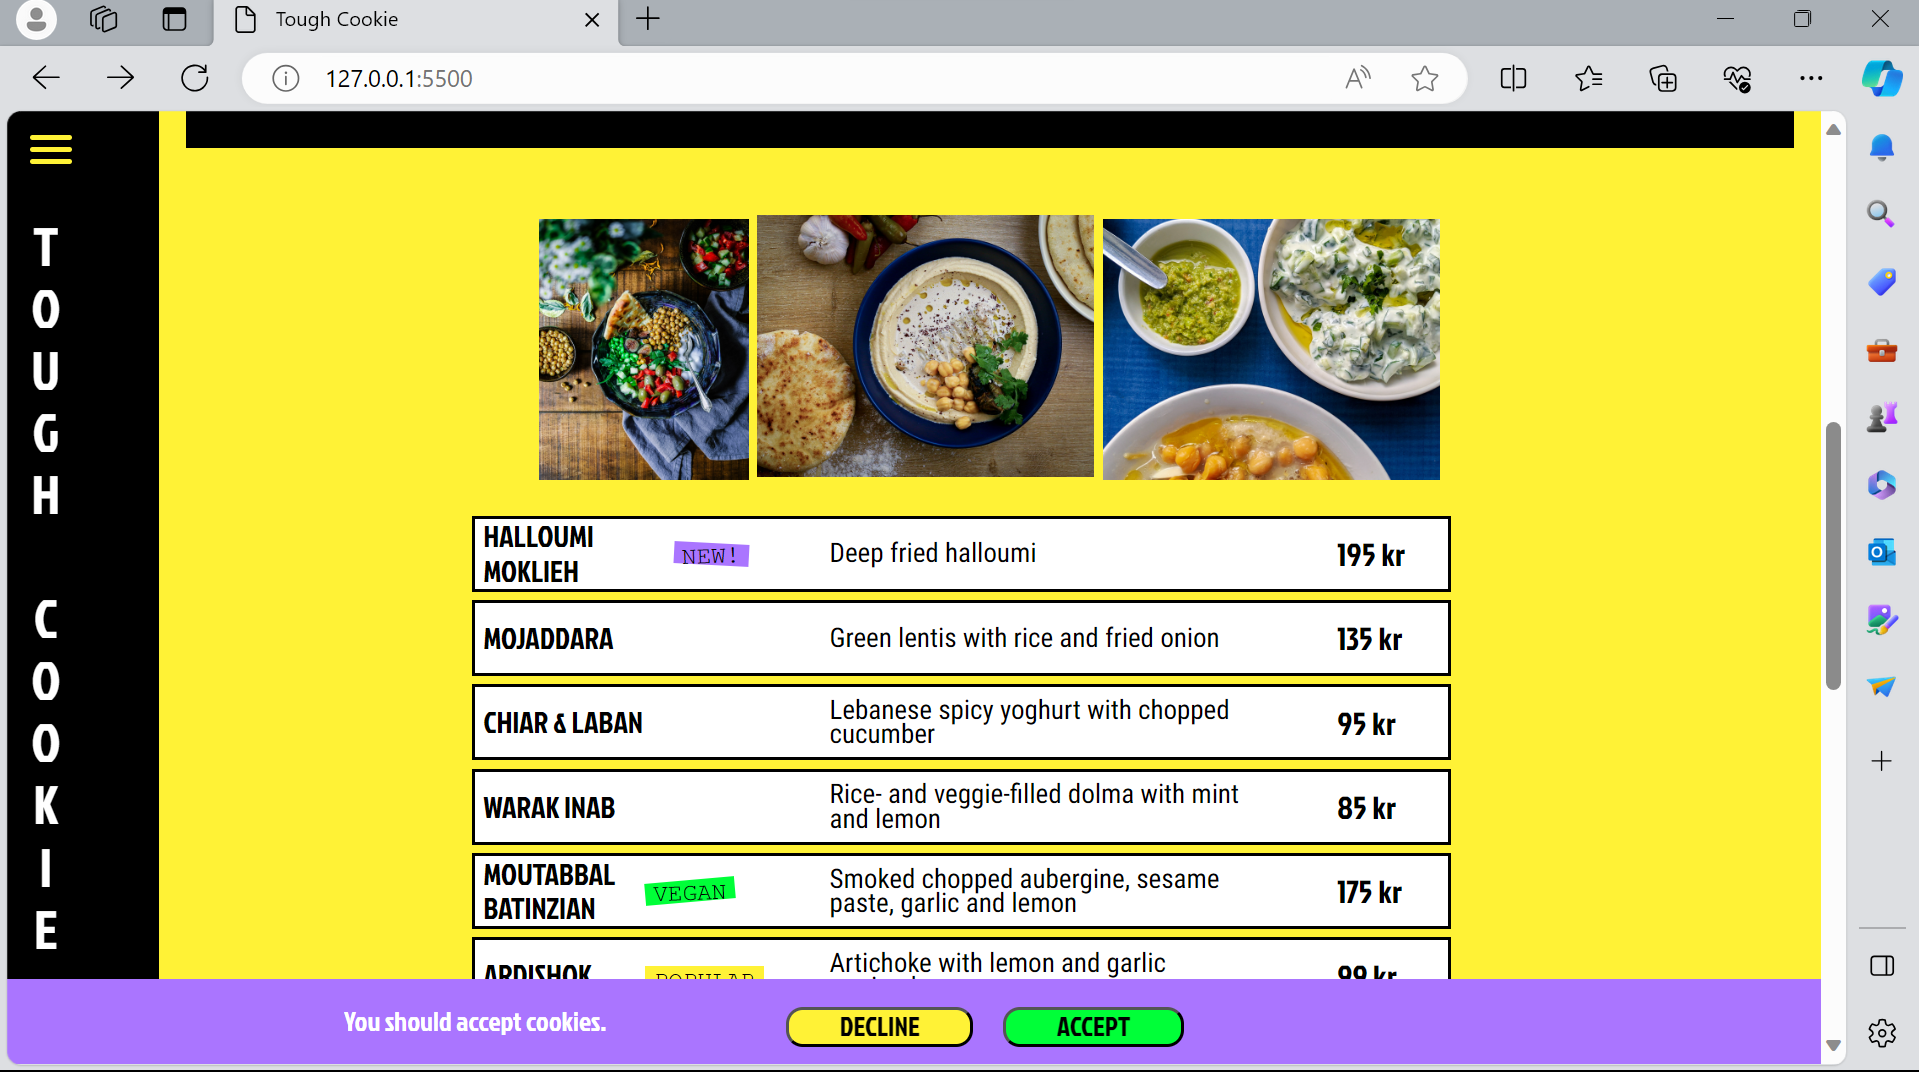 Tough Cookie
127.0.0.1:5500
TOUGH COOKIE
HALLOUMI
MOKLIEH
NEW!
Deep fried halloumi
195 kr
MOJADDARA
Green lentis with rice and fried onion
135 kr
CHIAR & LABAN
Lebanese spicy yoghurt with chopped
cucumber
95 kr
WARAK INAB
Rice- and veggie-filled dolma with mint
and lemon
85 kr
MOUTABBAL
BATINZIAN
VEGAN
Smoked chopped aubergine, sesame
paste, garlic and lemon
175 kr
ARDISHOK
POPULAR
Artichoke with lemon and garlic
99 kr
You should accept cookies.
DECLINE
ACCEPT